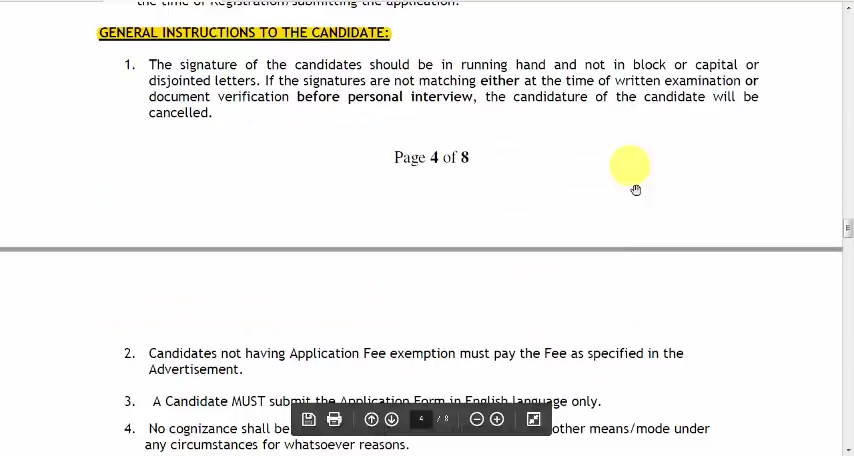 the time of Registration/submitting the application.
GENERAL INSTRUCTIONS TO THE CANDIDATE:
1. The signature of the candidates should be in running hand and not in block or capital or
disjointed letters. If the signatures are not matching either at the time of written examination or
document verification before personal interview, the candidature of the candidate will be
cancelled.
Page 4 of 8
2. Candidates not having Application Fee exemption must pay the Fee as specified in the
Advertisement.
3. A Candidate MUST submit the Application Form in English language only.
4. No cognizance shall be other means/mode under
any circumstances for whatsoever reasons.
4 / 8